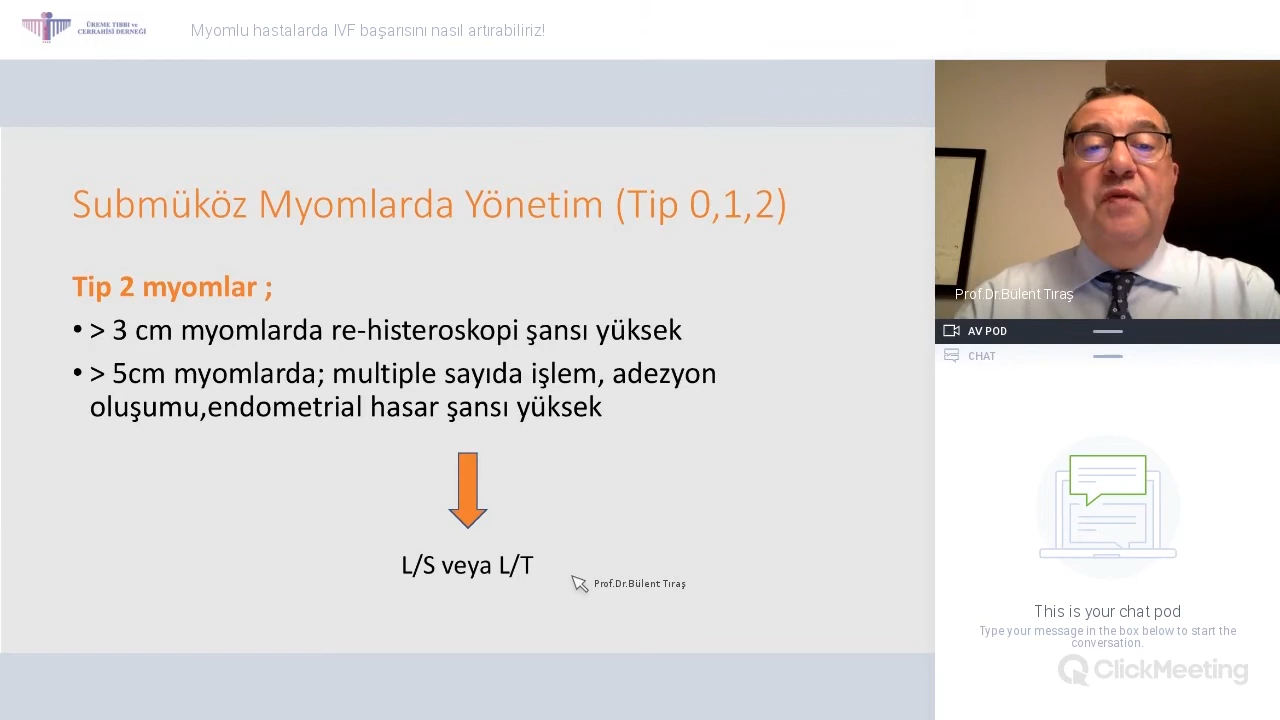 ÜREME TIBBI ve
CERRAHİSİ DERNEĞİ
Myomlu hastalarda IVF başarısını nasıl artırabiliriz!
Submüköz Myomlarda Yönetim (Tip 0,1,2)
Tip 2 myomlar ;
• > 3 cm myomlarda re-histeroskopi şansı yüksek
• > 5cm myomlarda; multiple sayıda işlem, adezyon
oluşumu,endometrial hasar şansı yüksek
L/S veya L/T
Prof.Dr.Bülent Tıraş
Prof.Dr.Bülent Tıraş
AV POD
CHAT
This is your chat pod
Type your message in the box below to start the
conversation.
ClickMeeting